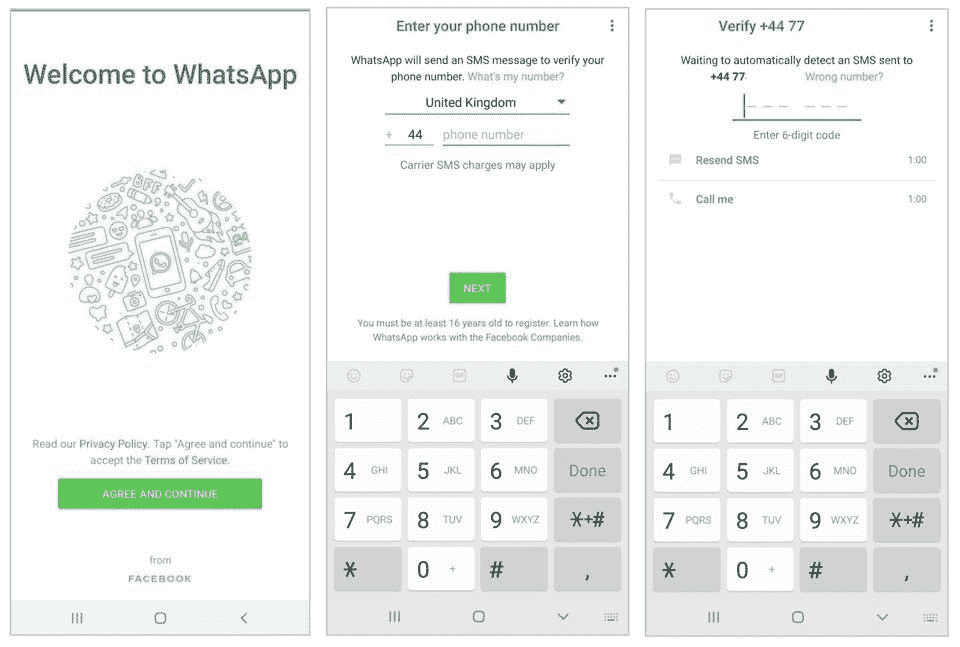 Welcome to WhatsApp
Read our Privacy Policy. Tap "Agree and continue" to
accept the Terms of Service.
AGREE AND CONTINUE
from
FACEBOOK
Enter your phone number
WhatsApp will send an SMS message to verify your
phone number. What's my number?
United Kingdom
+ 44 phone number
Carrier SMS charges may apply
NEXT
You must be at least 16 years old to register. Learn how
WhatsApp works with the Facebook Companies.
GIF
1 2 ABC 3 DEF
4 GHI 5 JKL 6 MNO Done
7 PQRS 8 TUV 9 WXYZ *+#
* 0 + # ,
Verify +44 77
Waiting to automatically detect an SMS sent to
+44 77 Wrong number?
Enter 6-digit code
Resend SMS 1:00
Call me 1:00
GIF
1 2 ABC 3 DEF
4 GHI 5 JKL 6 MNO Done
7 PQRS 8 TUV 9 WXYZ *+#
* 0 + # ,